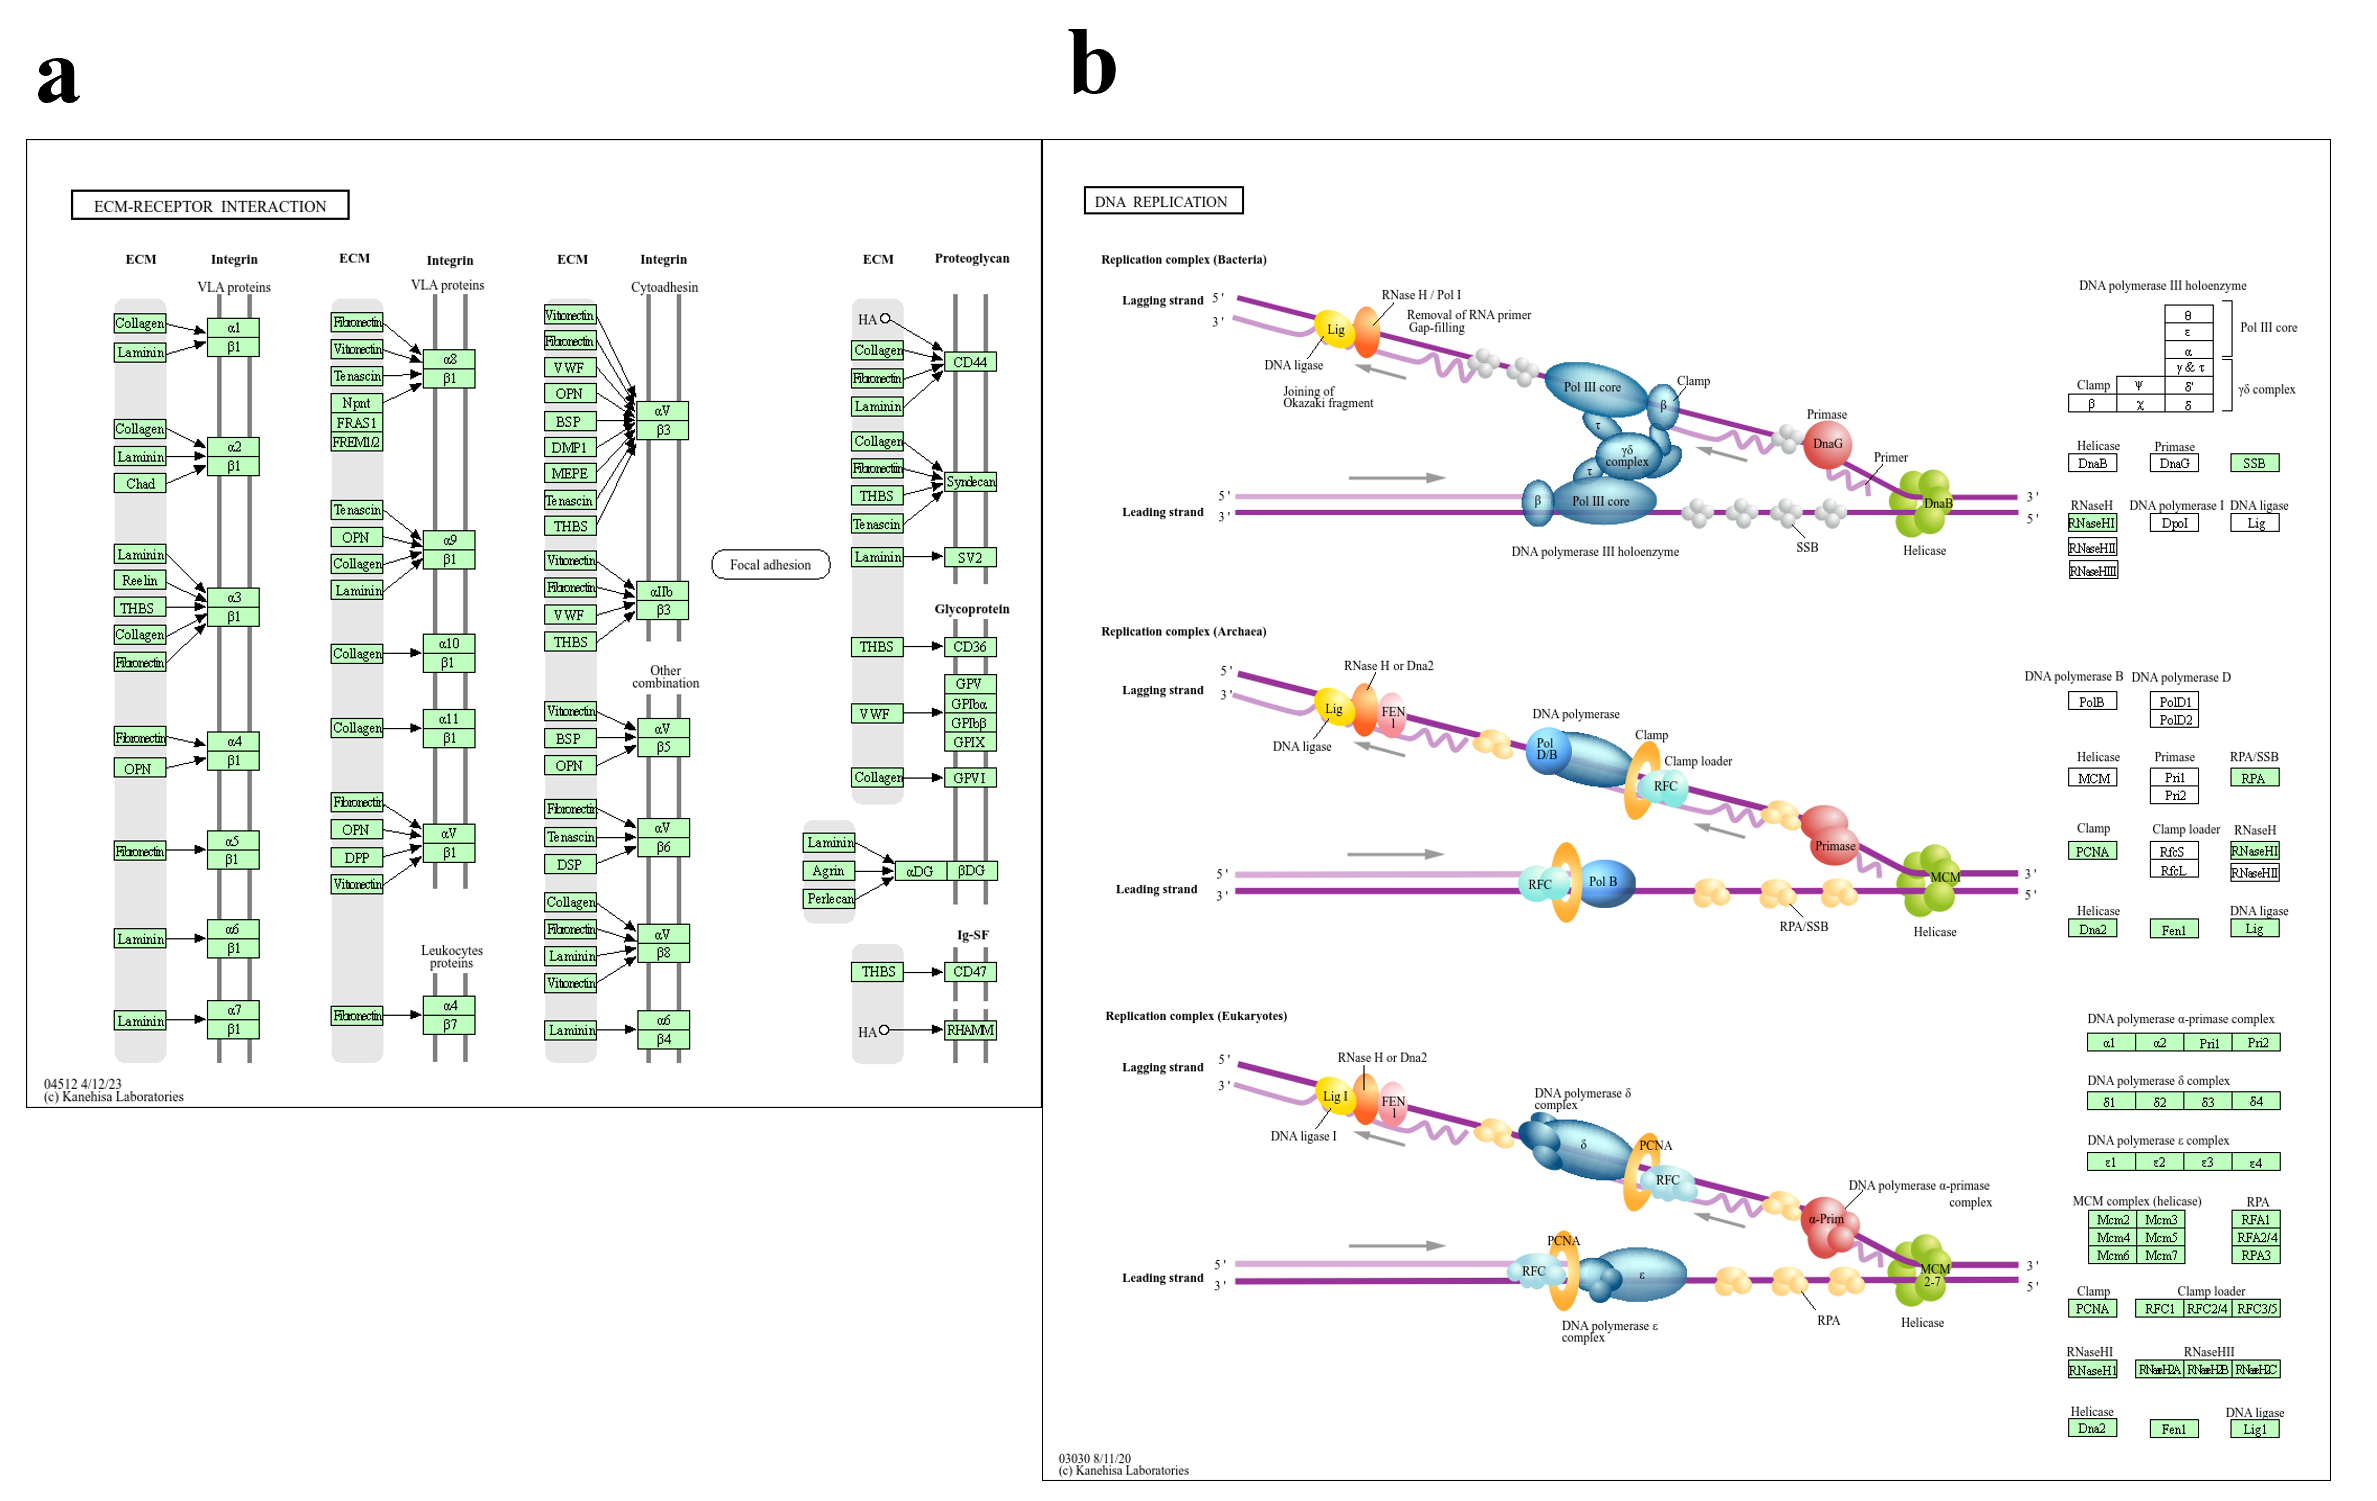 a
b
ECM-RECEPTOR INTERACTION
ECM
Integrin
VLA proteins
Collagen
Laminin
α1
β1
Collagen
Laminin
Chad
α2
β1
Laminin
Reelin
THBS
Collagen
Fibronectin
α3
β1
Fibronectin
OPN
α4
β1
Fibronectin
α5
β1
Laminin
α6
β1
Laminin
α7
β1
ECM
Integrin
VLA proteins
Fibronectin
Vitronectin
Tenascin
Npnt
FRAS1
FREM1/2
α8
β1
Tenascin
OPN
Collagen
Laminin
α9
β1
Collagen
α10
β1
Collagen
α11
β1
Fibronectin
OPN
DPP
Vitronectin
αV
β1
Leukocytes
proteins
Fibronectin
α4
β7
ECM
Integrin
Cytoadhesin
Vitronectin
Fibronectin
VWF
OPN
BSP
DMP1
MEPE
Tenascin
THBS
αV
β3
Vitronectin
Fibronectin
VWF
THBS
αIIb
β3
Other
combination
Vitronectin
BSP
OPN
αV
β5
Fibronectin
Tenascin
DSP
αV
β6
Collagen
Fibronectin
Laminin
Vitronectin
αV
β8
Laminin
α6
β4
Focal adhesion
ECM
Proteoglycan
HA
Collagen
Fibronectin
Laminin
CD44
Collagen
Fibronectin
THBS
Tenascin
Syndecan
Laminin
SV2
Glycoprotein
THBS
CD36
VWF
GPV
GPIbα
GPIbβ
GPIX
Collagen
GPVI
Laminin
Agrin
Perlecan
αDG
βDG
Ig-SF
THBS
CD47
HA
RHAMM
04512 4/12/23
(c) Kanehisa Laboratories
DNA REPLICATION
Replication complex (Bacteria)
Lagging strand
5'
3'
Lig
RNase H / Pol I
Removal of RNA primer
Gap-filling
DNA ligase
Joining of
Okazaki fragment
Pol III core
Clamp
β
τ
γδ
complex
τ
Primase
DnaG
Primer
Leading strand
5'
3'
β
Pol III core
DnaB
3'
5'
DNA polymerase III holoenzyme
SSB
Helicase
DNA polymerase III holoenzyme
θ
ε
α
γ & τ
Clamp
ψ
δ'
β
χ
δ
Pol III core
γδ complex
Helicase
DnaB
Primase
DnaG
SSB
RNaseH
RNaseHI
RNaseHII
RNaseHIII
DNA polymerase I
DpoI
DNA ligase
Lig
Replication complex (Archaea)
Lagging strand
5'
3'
RNase H or Dna2
Lig
FEN
1
DNA ligase
DNA polymerase
Pol
D/B
Clamp
Clamp loader
RFC
Primase
Leading strand
5'
3'
RFC
Pol B
RPA/SSB
MCM
3'
5'
Helicase
DNA polymerase B
PolB
DNA polymerase D
PolD1
PolD2
Helicase
MCM
Primase
Pri1
Pri2
RPA/SSB
RPA
Clamp
PCNA
Clamp loader
RfcS
RfcL
RNaseH
RNaseHI
RNaseHII
Helicase
Dna2
Fen1
DNA ligase
Lig
Replication complex (Eukaryotes)
Lagging strand
5'
3'
RNase H or Dna2
Lig I
FEN
1
DNA ligase I
DNA polymerase δ
complex
δ
PCNA
RFC
DNA polymerase α-primase
complex
α-Prim
Leading strand
5'
3'
PCNA
RFC
ε
DNA polymerase ε
complex
RPA
MCM
2-7
3'
5'
Helicase
DNA polymerase α-primase complex
α1
α2
Pri1
Pri2
DNA polymerase δ complex
δ1
δ2
δ3
δ4
DNA polymerase ε complex
ε1
ε2
ε3
ε4
MCM complex (helicase)
Mcm2
Mcm3
Mcm4
Mcm5
Mcm6
Mcm7
RPA
RFA1
RFA2/4
RPA3
Clamp
PCNA
Clamp loader
RFC1
RFC2/4
RFC3/5
RNaseHI
RNaseH1
RNaseHII
RNaseH2A
RNaseH2B
RNaseH2C
Helicase
Dna2
Fen1
DNA ligase
Lig1
03030 8/11/20
(c) Kanehisa Laboratories